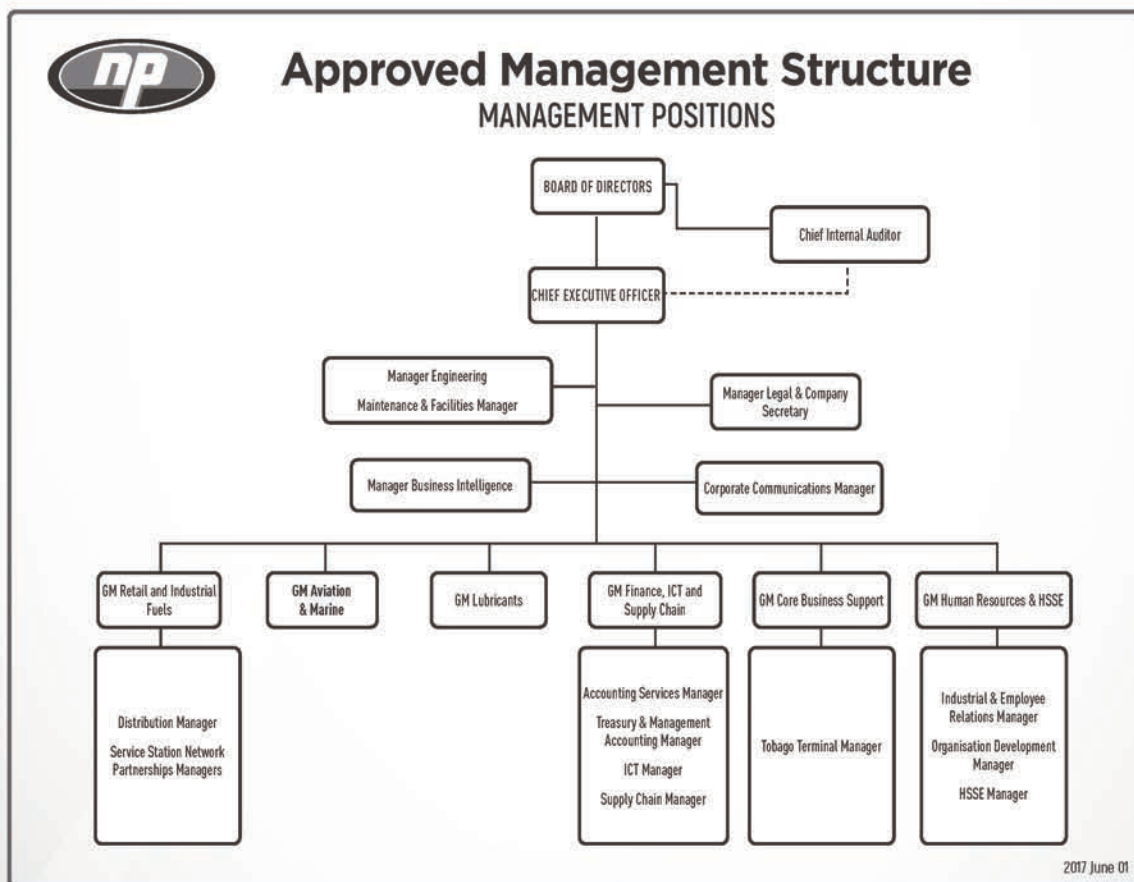 np
Approved Management Structure
MANAGEMENT POSITIONS
BOARD OF DIRECTORS
Chief Internal Auditor
CHIEF EXECUTIVE OFFICER
Manager Engineering
Maintenance & Facilities Manager
Manager Legal & Company
Secretary
Manager Business Intelligence
Corporate Communications Manager
GM Retail and Industrial
Fuels
GM Aviation
& Marine
GM Lubricants
GM Finance, ICT and
Supply Chain
GM Core Business Support
GM Human Resources & HSSE
Distribution Manager
Service Station Network
Partnerships Managers
Accounting Services Manager
Treasury & Management
Accounting Manager
ICT Manager
Supply Chain Manager
Tobago Terminal Manager
Industrial & Employee
Relations Manager
Organisation Development
Manager
HSSE Manager
2017 June 01